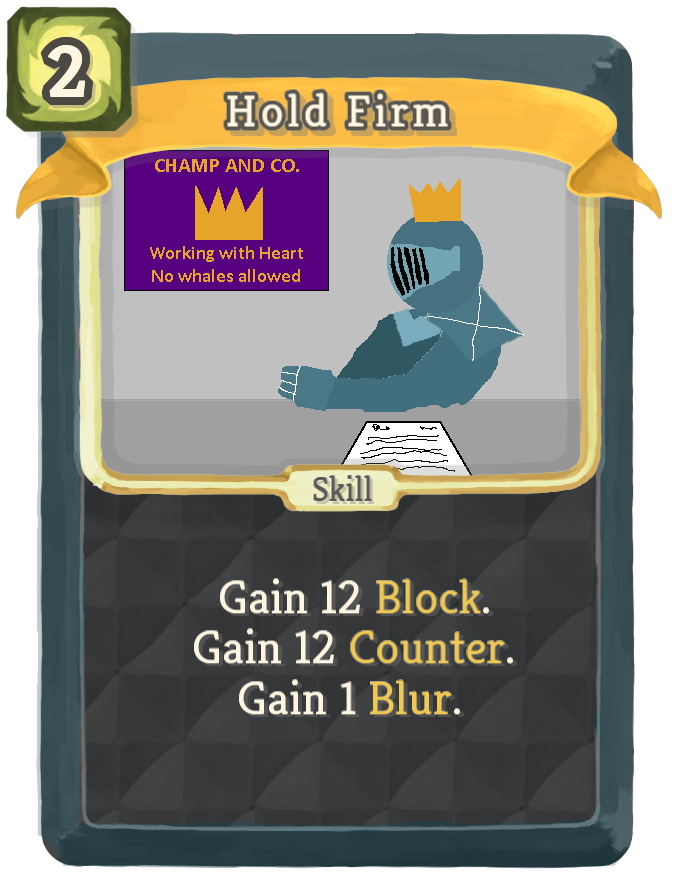 2
Hold Firm
CHAMP AND CO.
Working with Heart
No whales allowed
Skill
Gain 12 Block.
Gain 12 Counter.
Gain 1 Blur.